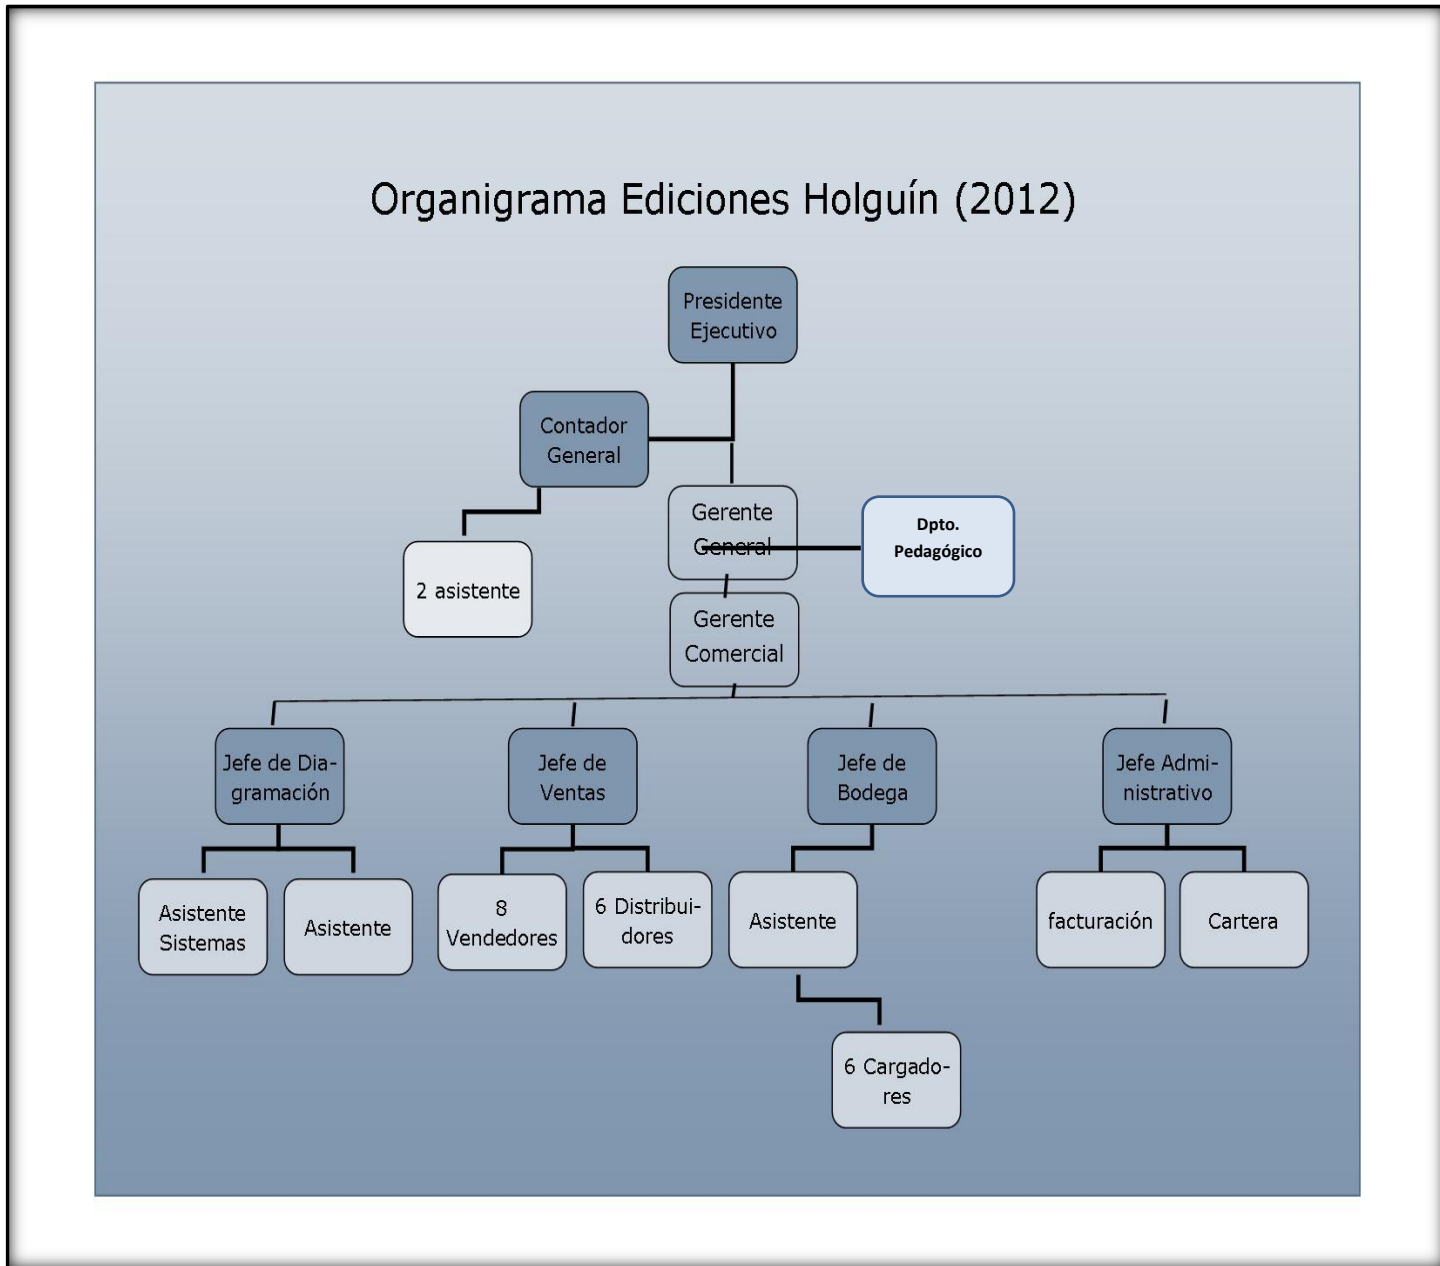 Organigrama Ediciones Holguín (2012)
Presidente
Ejecutivo
Contador
General
Gerente
General
Dpto.
Pedagógico
2 asistente
Gerente
Comercial
Jefe de Dia-
gramación
Jefe de
Ventas
Jefe de
Bodega
Jefe Admi-
nistrativo
Asistente
Sistemas
Asistente
8
Vendedores
6 Distribui-
dores
Asistente
facturación
Cartera
6 Cargado-
res